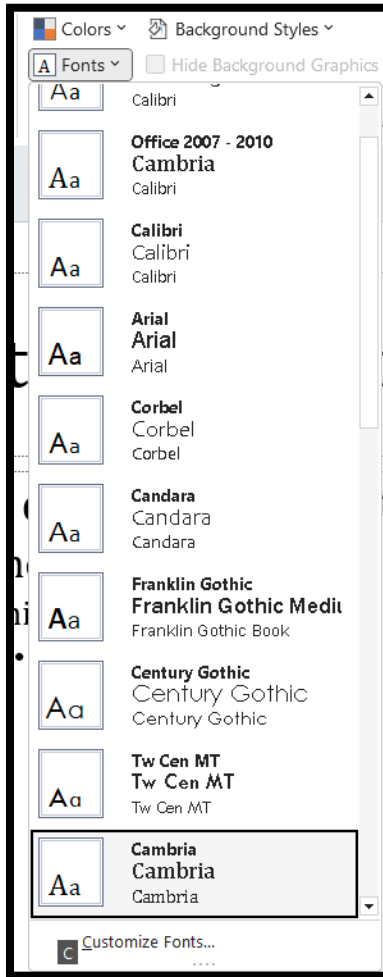 Colors
Background Styles
A Fonts
Hide Background Graphics
Aa
Calibri
Office 2007 - 2010
Cambria
Aa
Calibri
Calibri
Calibri
Aa
Calibri
Arial
Arial
Aa
Arial
Corbel
Corbel
Aa
Corbel
Candara
Candara
Aa
Candara
Franklin Gothic
Franklin Gothic Mediu
Aa
Franklin Gothic Book
Century Gothic
Century Gothic
Aa
Century Gothic
Tw Cen MT
Tw Cen MT
Aa
Tw Cen MT
Cambria
Cambria
Aa
Cambria
Customize Fonts...
C